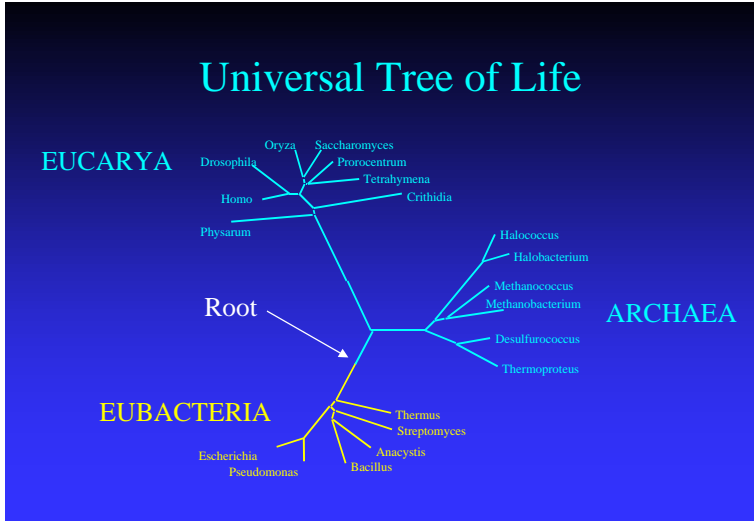 Universal Tree of Life
EUCARYA
Oryza
Saccharomyces
Drosophila
Prorocentrum
Tetrahymena
Homo
Crithidia
Physarum
Halococcus
Halobacterium
Methanococcus
Methanobacterium
ARCHAEA
Root
Desulfurococcus
Thermoproteus
EUBACTERIA
Thermus
Streptomyces
Anacystis
Escherichia
Bacillus
Pseudomonas